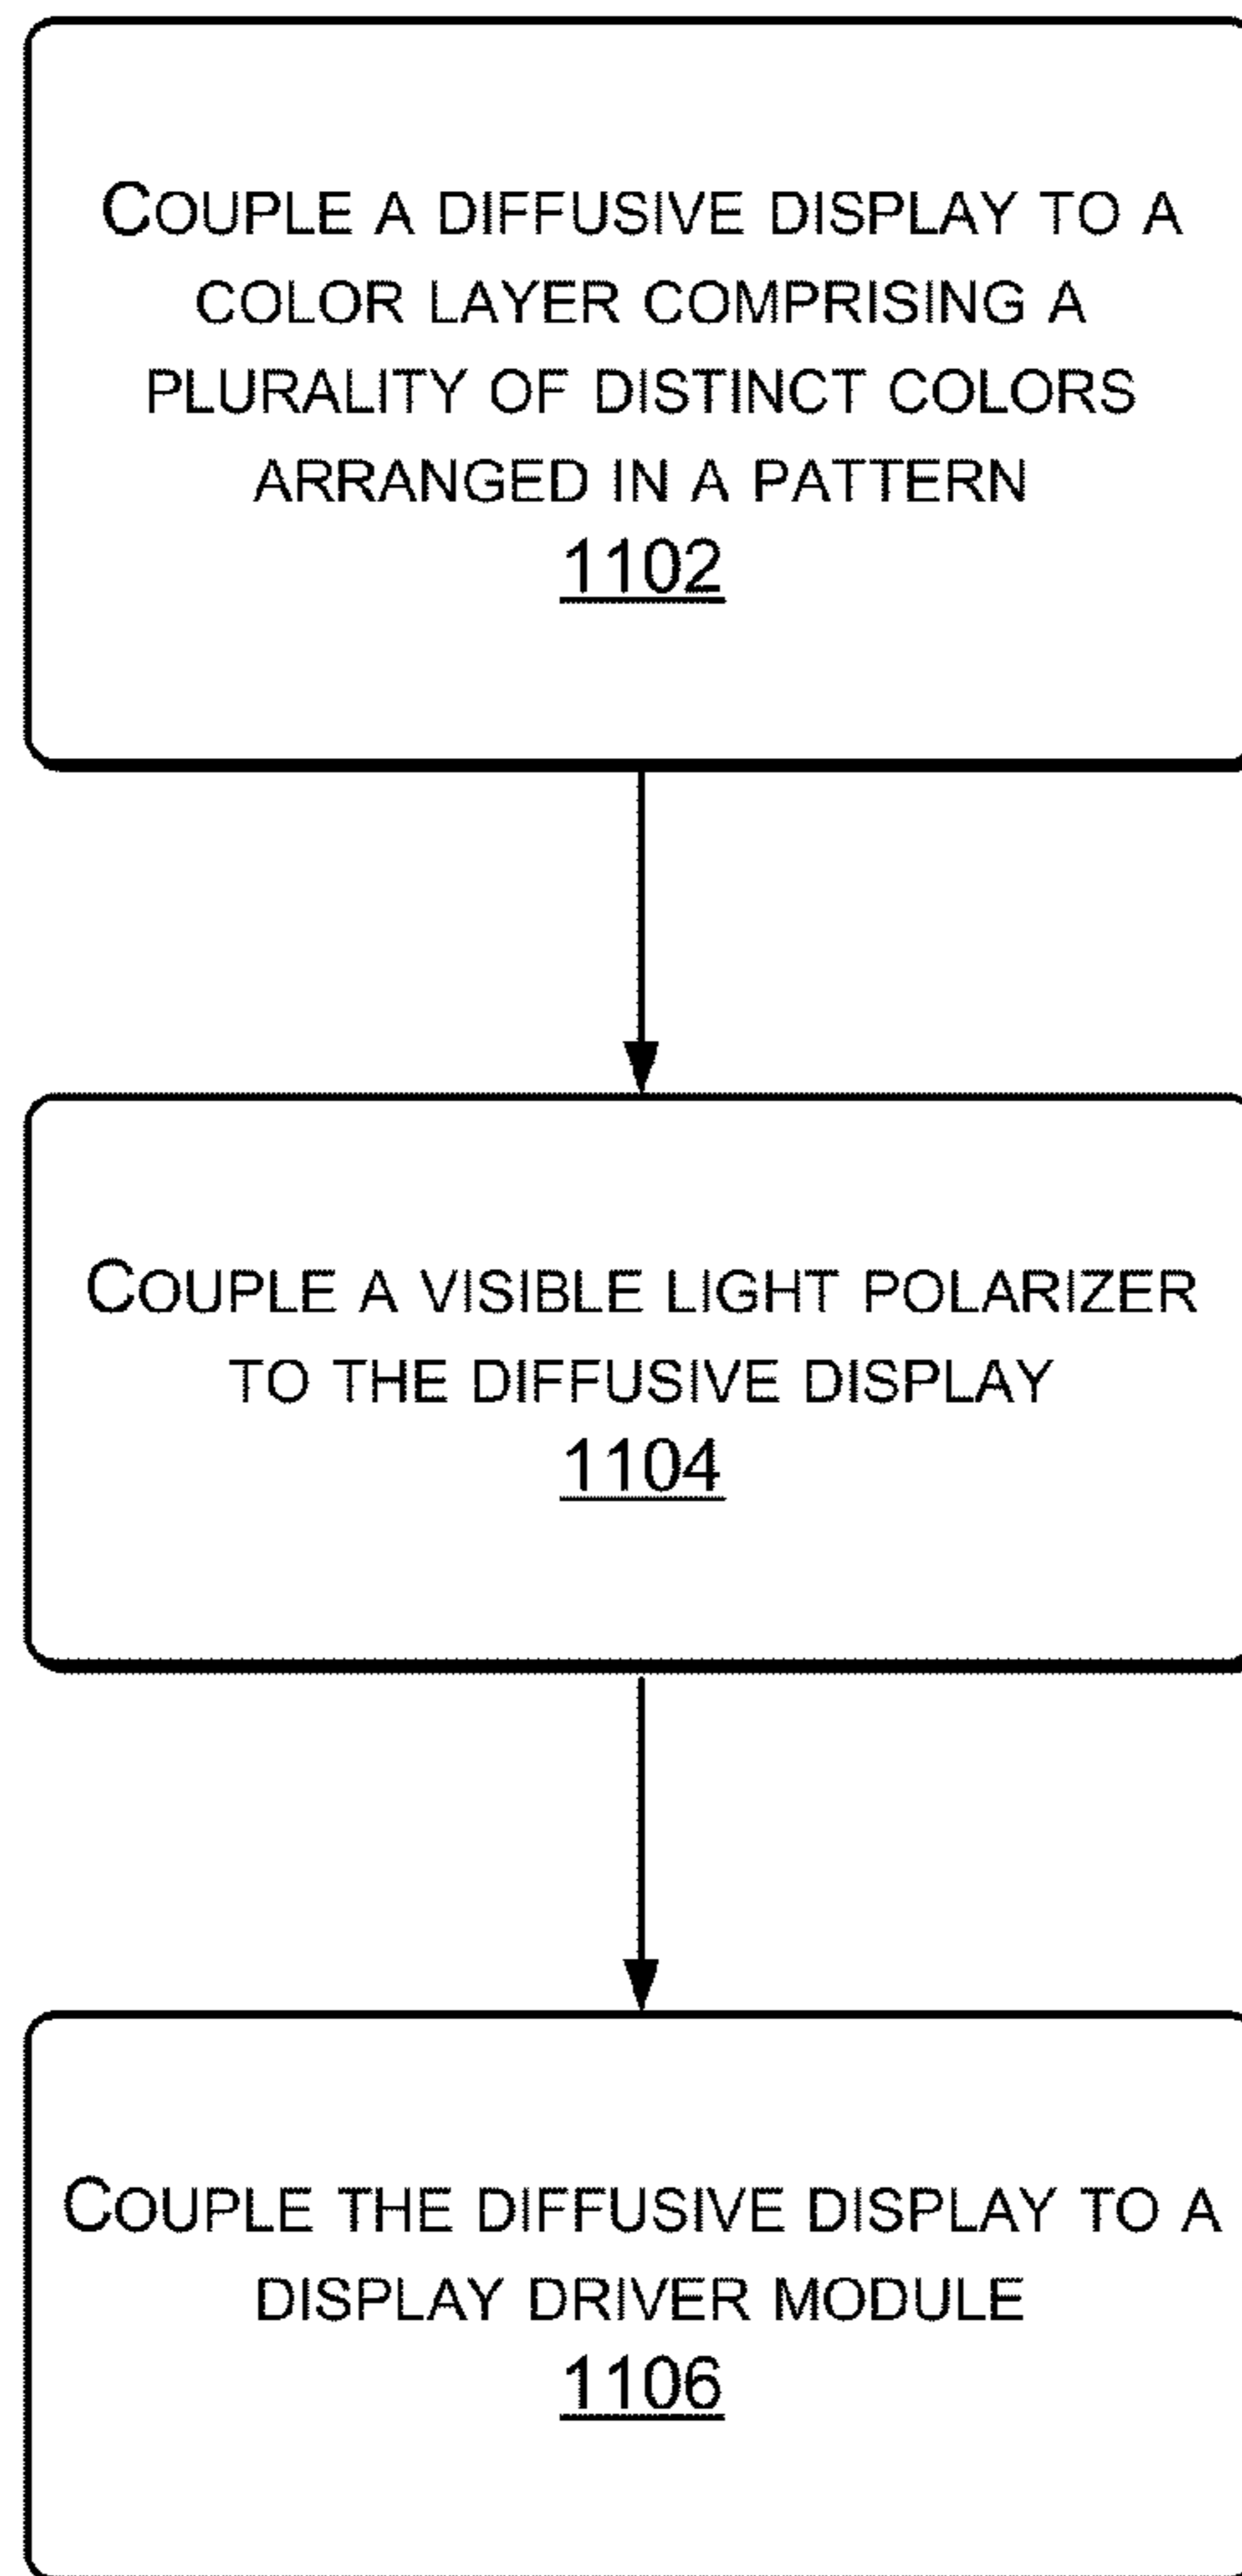 COUPLE A DIFFUSIVE DISPLAY TO A
COLOR LAYER COMPRISING A
PLURALITY OF DISTINCT COLORS
ARRANGED IN A PATTERN
1102
COUPLE A VISIBLE LIGHT POLARIZER
TO THE DIFFUSIVE DISPLAY
1104
COUPLE THE DIFFUSIVE DISPLAY TO A
DISPLAY DRIVER MODULE
1106